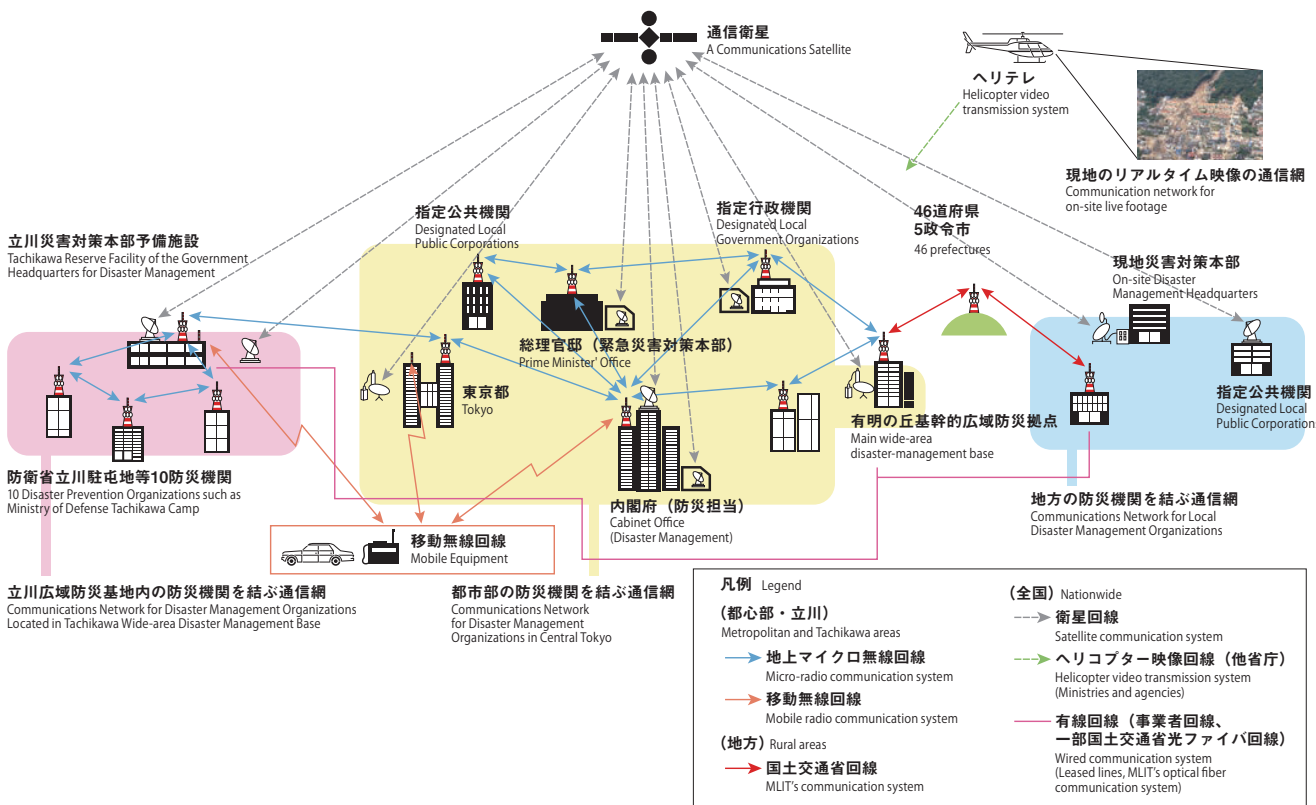 通信衛星
A Communications Satellite
ヘリテレ
Helicopter video
transmission system
現地のリアルタイム映像の通信網
Communication network for
on-site live footage
立川災害対策本部予備施設
Tachikawa Reserve Facility of the Government
Headquarters for Disaster Management
指定公共機関
Designated Local
Public Corporations
指定行政機関
Designated Local
Government Organizations
46道府県
5政令市
46 prefectures
現地災害対策本部
On-site Disaster
Management Headquarters
総理官邸（緊急災害対策本部）
Prime Minister' Office
東京都
Tokyo
有明の丘基幹的広域防災拠点
Main wide-area
disaster-management base
指定公共機関
Designated Local
Public Corporations
防衛省立川駐屯地等10防災機関
10 Disaster Prevention Organizations such as
Ministry of Defense Tachikawa Camp
内閣府（防災担当）
Cabinet Office
(Disaster Management)
地方の防災機関を結ぶ通信網
Communications Network for Local
Disaster Management Organizations
移動無線回線
Mobile Equipment
立川広域防災基地内の防災機関を結ぶ通信網
Communications Network for Disaster Management Organizations
Located in Tachikawa Wide-area Disaster Management Base
都市部の防災機関を結ぶ通信網
Communications Network
for Disaster Management
Organizations in Central Tokyo
凡例 Legend
（都心部・立川）
Metropolitan and Tachikawa areas
地上マイクロ無線回線
Micro-radio communication system
移動無線回線
Mobile radio communication system
（地方）Rural areas
国土交通省回線
MLIT's communication system
（全国）Nationwide
衛星回線
Satellite communication system
ヘリコプター映像回線（他省庁）
Helicopter video transmission system
(Ministries and agencies)
有線回線（事業者回線、
一部国土交通省光ファイバ回線）
Wired communication system
(Leased lines, MLIT's optical fiber
communication system)